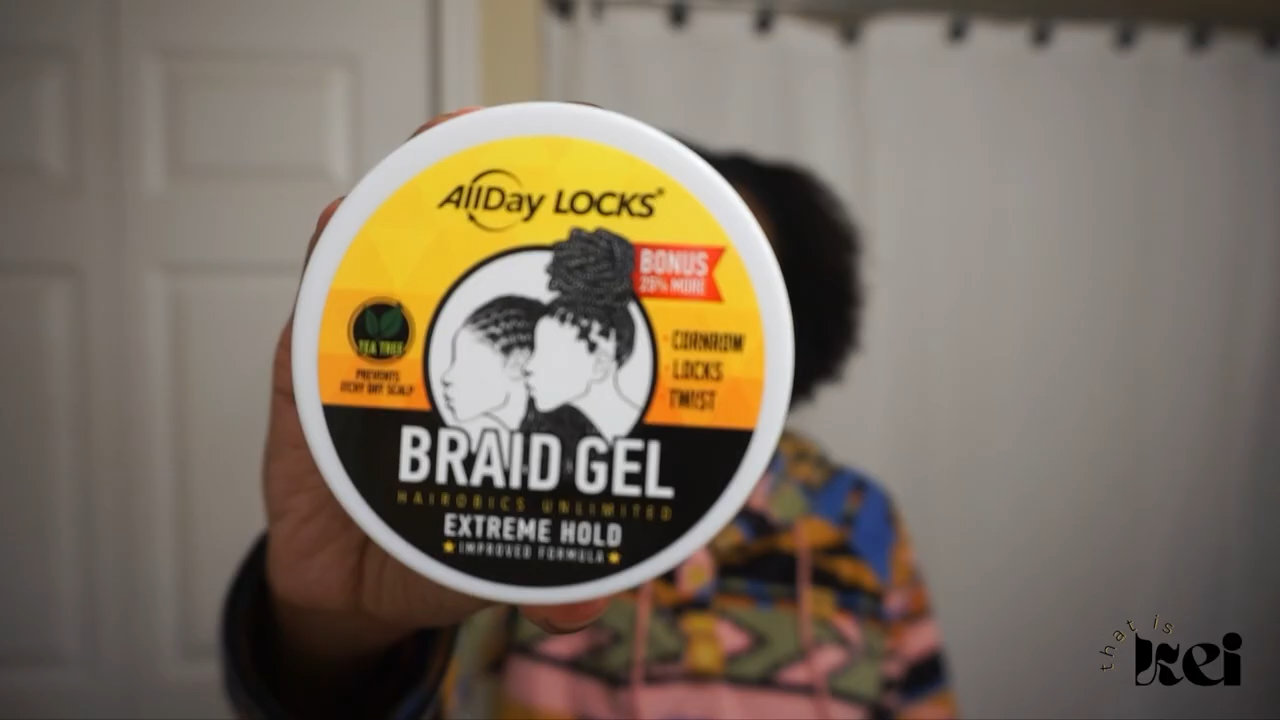 AllDay LOCKS®
BONUS
25% MORE
TEA TREE
PREVENTS
ITCHY DRY SCALP
· CORNROW
· LOCKS
TWIST
BRAID GEL
HAIROBICS UNLIMITED
EXTREME HOLD
IMPROVED FORMULA
that is
kei